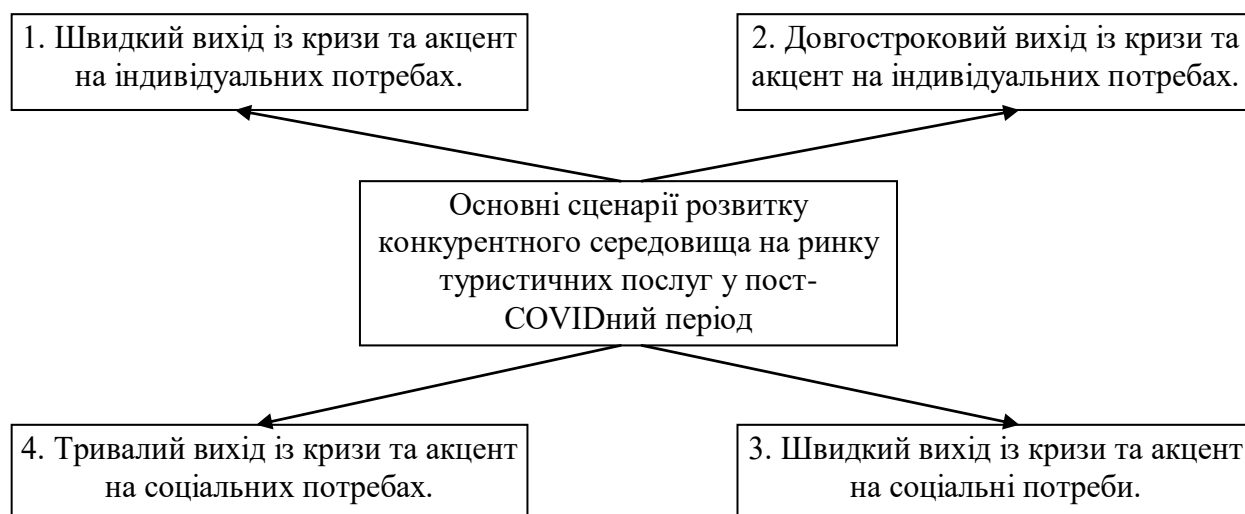 1. Швидкий вихід із кризи та акцент
на індивідуальних потребах.
2. Довгостроковий вихід із кризи та
акцент на індивідуальних потребах.
Основні сценарії розвитку
конкурентного середовища на ринку
туристичних послуг у пост-
COVIDний період
4. Тривалий вихід із кризи та акцент
на соціальних потребах.
3. Швидкий вихід із кризи та акцент
на соціальні потреби.